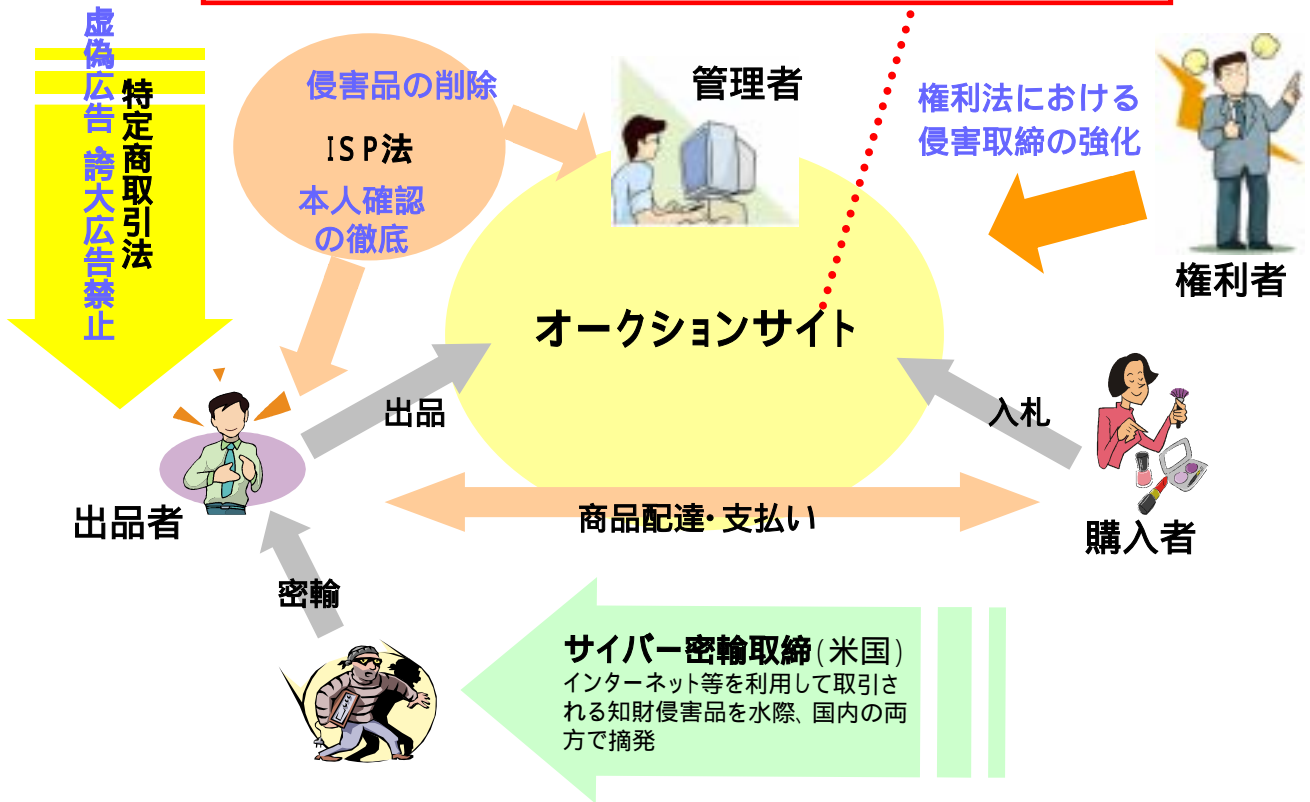 虚偽広告・誇大広告禁止
特定商取引法
侵害品の削除
ISP法
本人確認
の徹底
管理者
権利法における
侵害取締の強化
権利者
オークションサイト
出品
入札
出品者
商品配達・支払い
購入者
密輸
サイバー密輸取締(米国)
インターネット等を利用して取引さ
れる知財侵害品を水際、国内の両
方で摘発